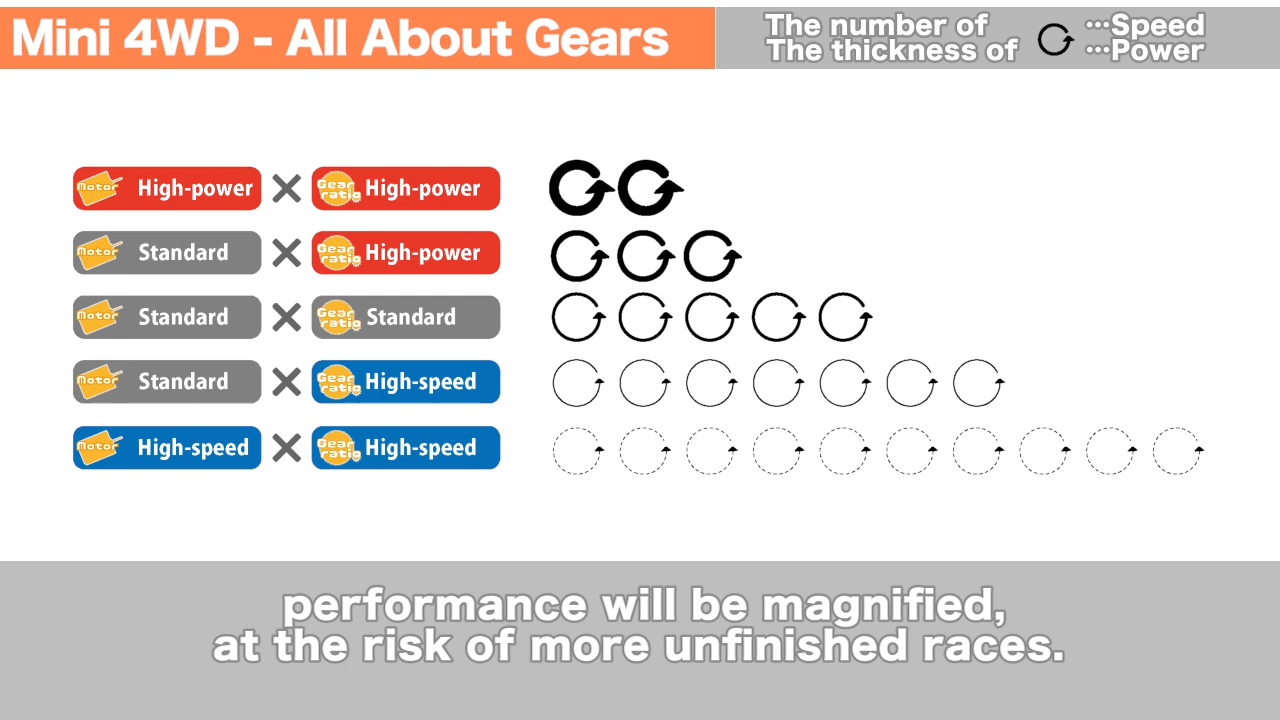 Mini 4WD - All About Gears
The number of ···Speed
The thickness of ···Power
Motor High-power × Gear ratio High-power
Motor Standard × Gear ratio High-power
Motor Standard × Gear ratio Standard
Motor Standard × Gear ratio High-speed
Motor High-speed × Gear ratio High-speed
performance will be magnified,
at the risk of more unfinished races.